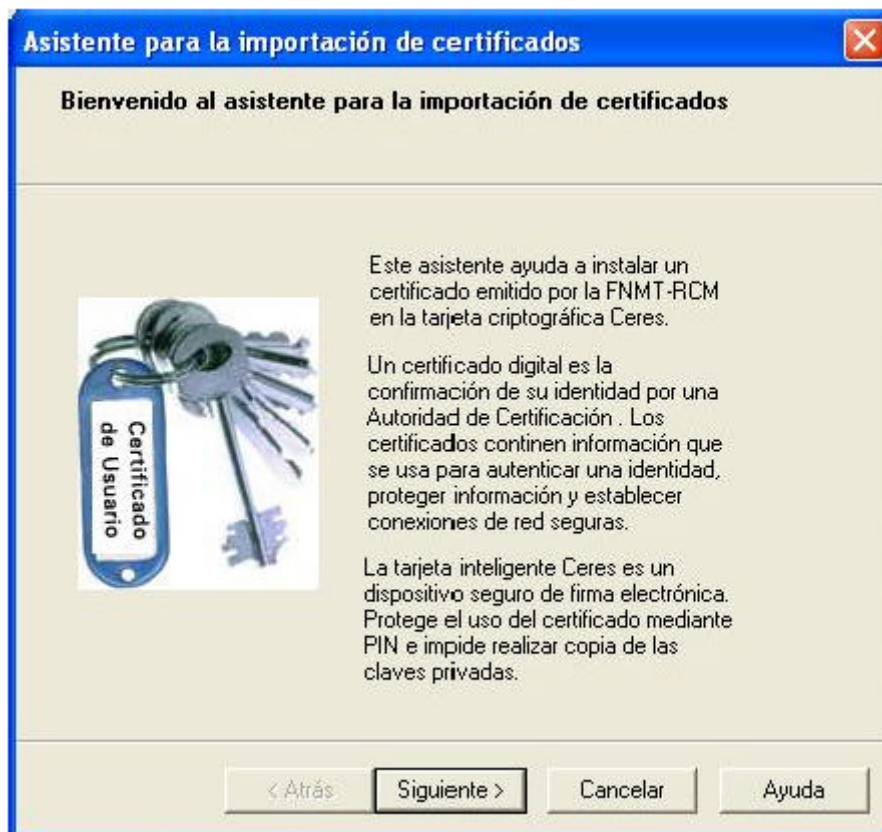 Asistente para la importación de certificados
Bienvenido al asistente para la importación de certificados
Este asistente ayuda a instalar un
certificado emitido por la FNMT-RCM
en la tarjeta criptográfica Ceres.
Un certificado digital es la
confirmación de su identidad por una
Autoridad de Certificación . Los
certificados continen información que
se usa para autenticar una identidad,
proteger información y establecer
conexiones de red seguras.
La tarjeta inteligente Ceres es un
dispositivo seguro de firma electrónica.
Protege el uso del certificado mediante
PIN e impide realizar copia de las
claves privadas.
Certificado
de Usuario
< Atrás
Siguiente >
Cancelar
Ayuda